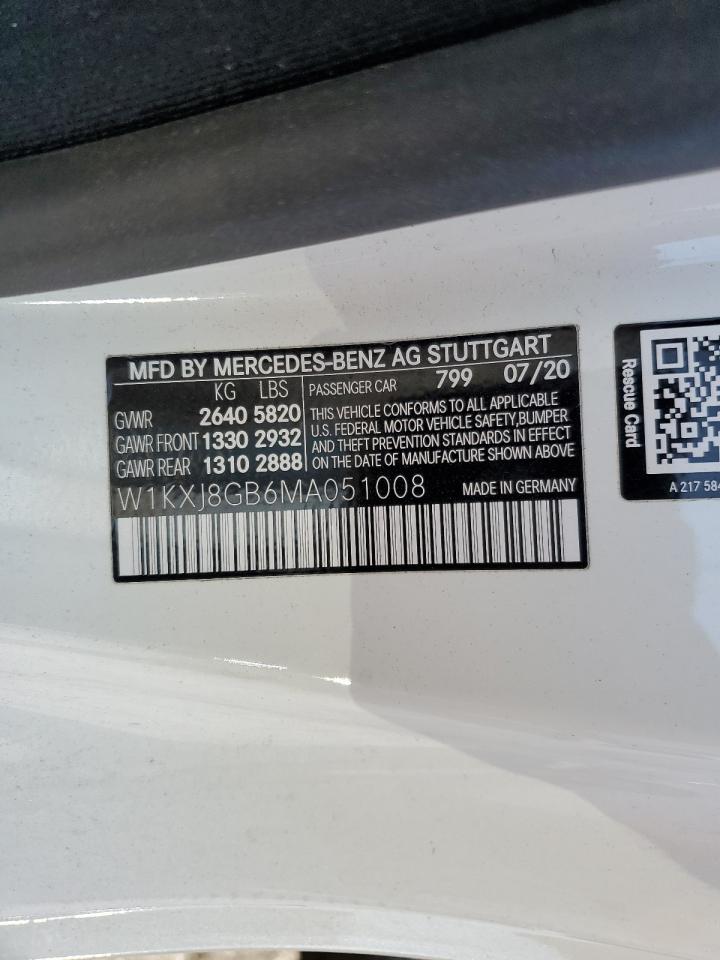 MFD BY MERCEDES-BENZ AG STUTTGART
KG LBS
GVWR 2640 5820
GAWR FRONT 1330 2932
GAWR REAR 1310 2888
PASSENGER CAR 799 07/20
THIS VEHICLE CONFORMS TO ALL APPLICABLE
U.S. FEDERAL MOTOR VEHICLE SAFETY,BUMPER
AND THEFT PREVENTION STANDARDS IN EFFECT
ON THE DATE OF MANUFACTURE SHOWN ABOVE
W1KXJ8GB6MA051008 MADE IN GERMANY
Rescue Card
A 217 584